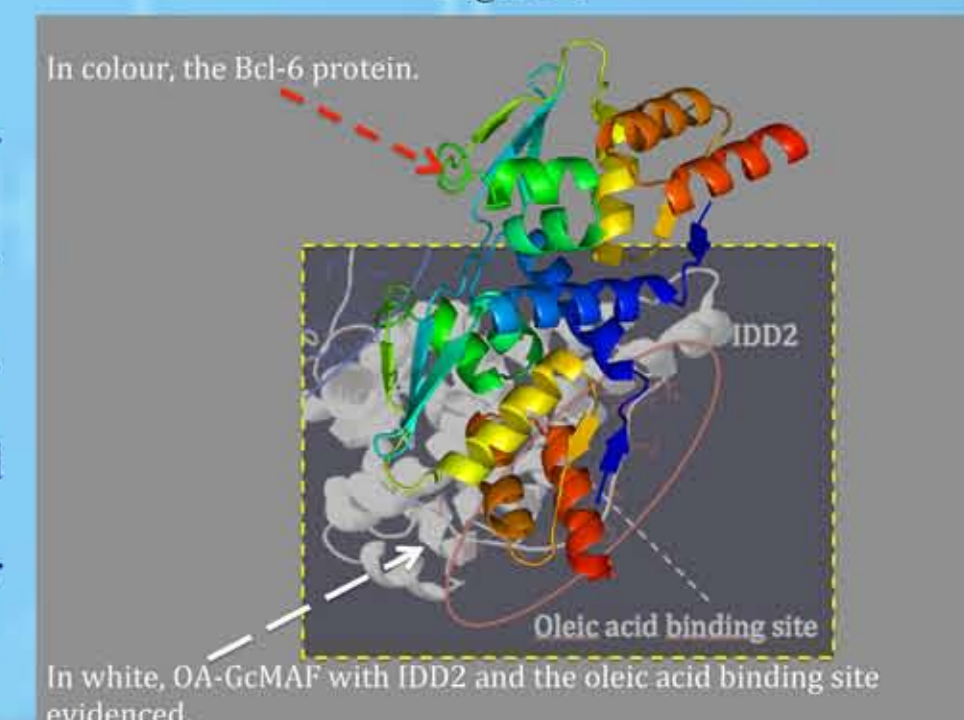 In colour, the Bcl-6 protein.
IDD2
Oleic acid binding site
In white, OA-GcMAF with IDD2 and the oleic acid binding site
evidenced.